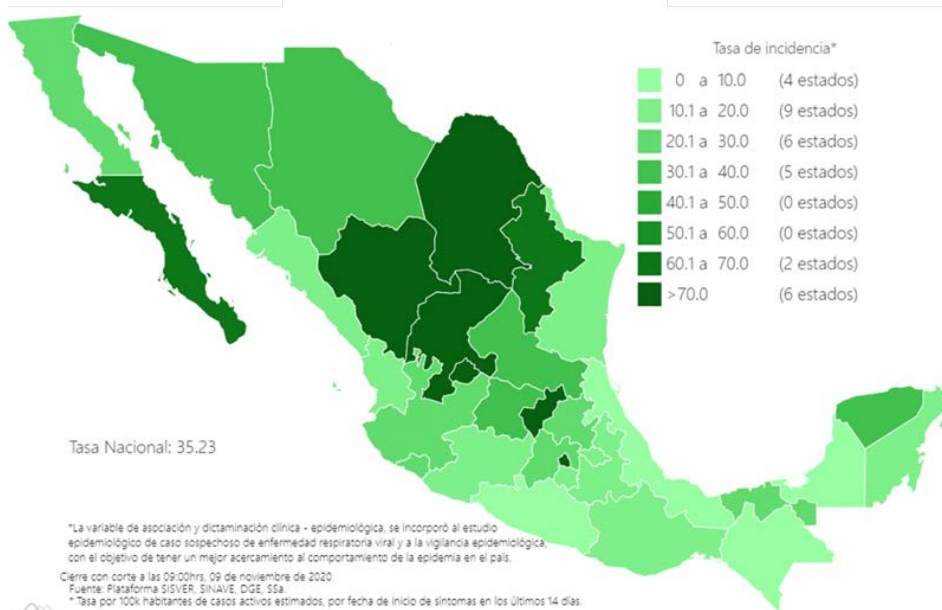 Tasa de incidencia*
0 a 10.0 (4 estados)
10.1 a 20.0 (9 estados)
20.1 a 30.0 (6 estados)
30.1 a 40.0 (5 estados)
40.1 a 50.0 (0 estados)
50.1 a 60.0 (0 estados)
60.1 a 70.0 (2 estados)
>70.0 (6 estados)
Tasa Nacional: 35.23
*La variable de asociación y dictaminación clínica - epidemiológica, se incorporó al estudio
epidemiológico de caso sospechoso de enfermedad respiratoria viral y a la vigilancia epidemiológica,
con el objetivo de tener un mejor acercamiento al comportamiento de la epidemia en el país.
Cierre con corte a las 09:00hrs, 09 de noviembre de 2020
Fuente: Plataforma SISVER, SINAVE, DGE, SSa.
* Tasa por 100k habitantes de casos activos estimados, por fecha de inicio de síntomas en los últimos 14 días.